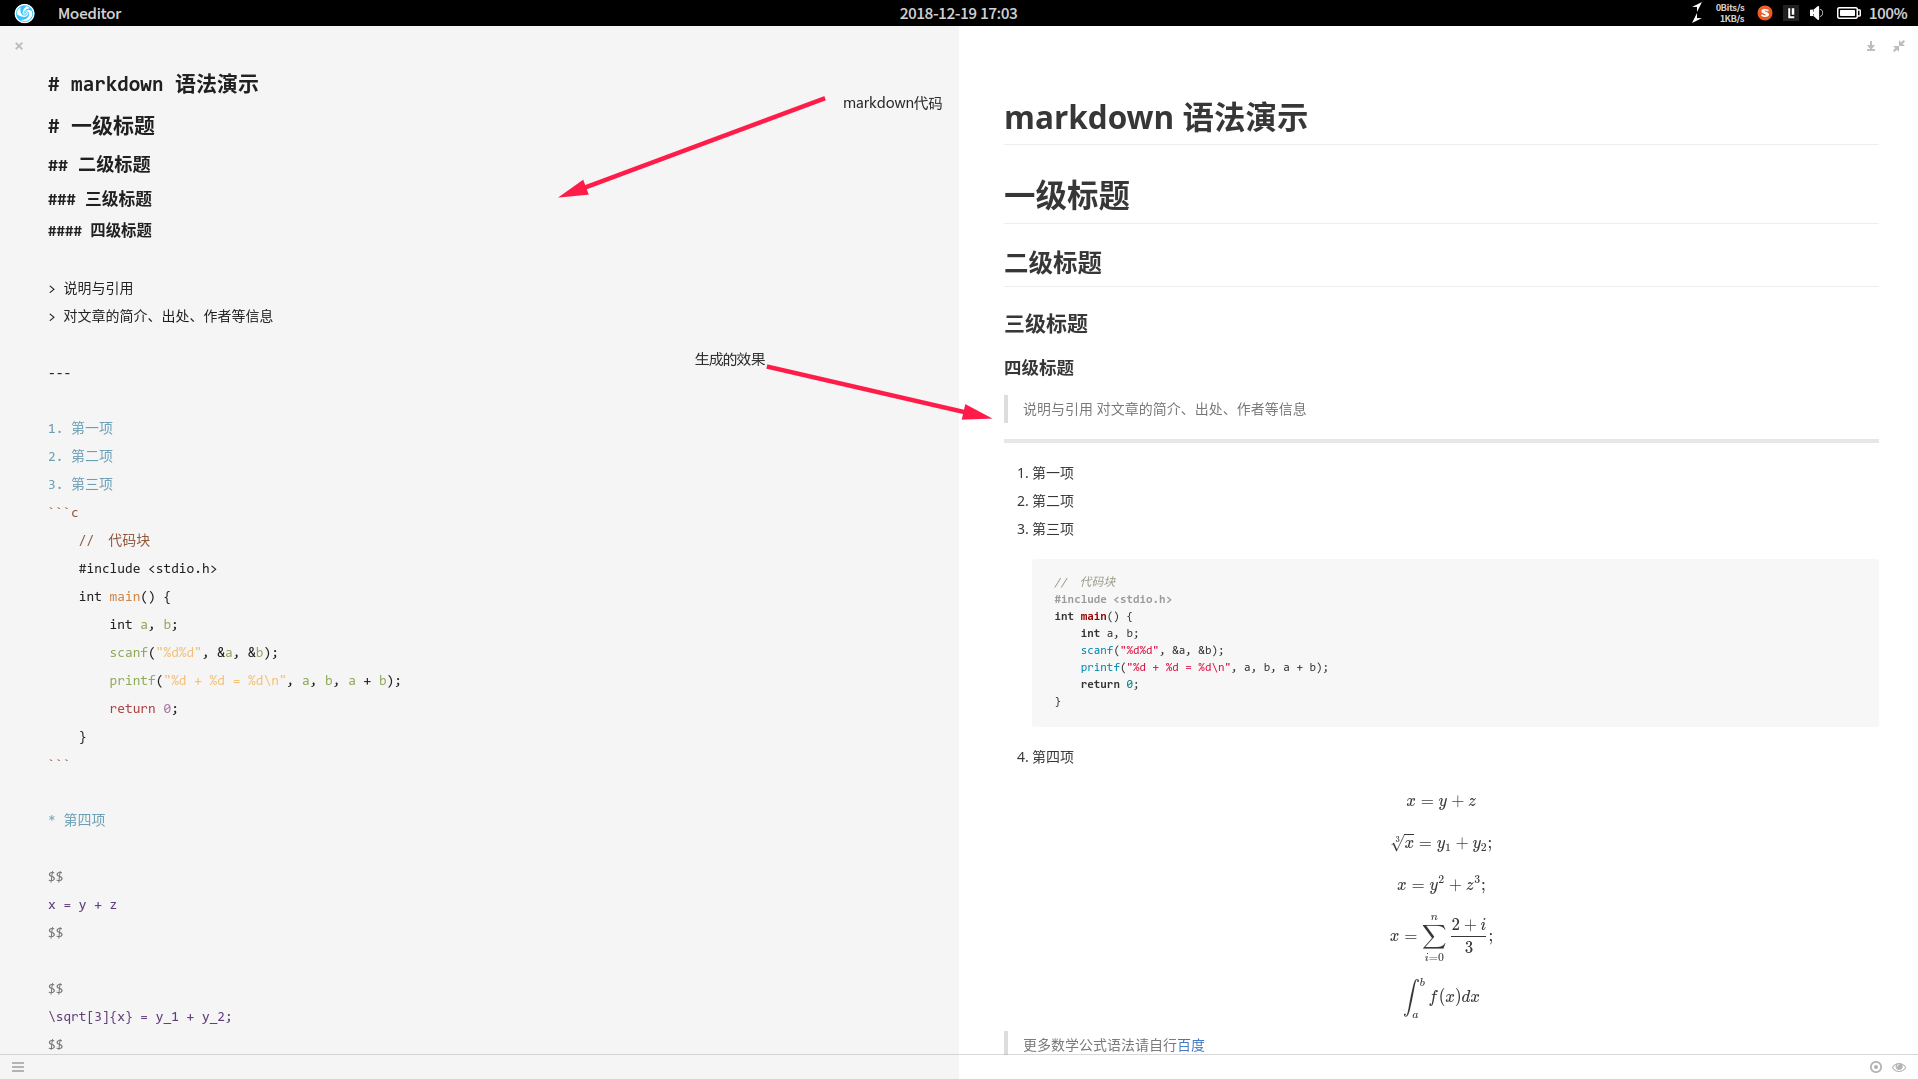 Moeditor
2018-12-19 17:03
0Bits/s
1KB/s
100%
# markdown 语法演示
# 一级标题
## 二级标题
### 三级标题
#### 四级标题
> 说明与引用
> 对文章的简介、出处、作者等信息
---
1. 第一项
2. 第二项
3. 第三项
```c
// 代码块
#include <stdio.h>
int main() {
int a, b;
scanf("%d%d", &a, &b);
printf("%d + %d = %d\n", a, b, a + b);
return 0;
}
```
* 第四项
$$
x = y + z
$$
$$
\sqrt[3]{x} = y_1 + y_2;
$$
markdown代码
生成的效果
markdown 语法演示
一级标题
二级标题
三级标题
四级标题
说明与引用 对文章的简介、出处、作者等信息
1. 第一项
2. 第二项
3. 第三项
// 代码块
#include <stdio.h>
int main() {
int a, b;
scanf("%d%d", &a, &b);
printf("%d + %d = %d\n", a, b, a + b);
return 0;
}
4. 第四项
x = y + z
∛x = y₁ + y₂;
x = y² + z³;
x = ∑_{i=0}^{n} (2 + i)/3;
∫_a^b f(x)dx
更多数学公式语法请自行百度